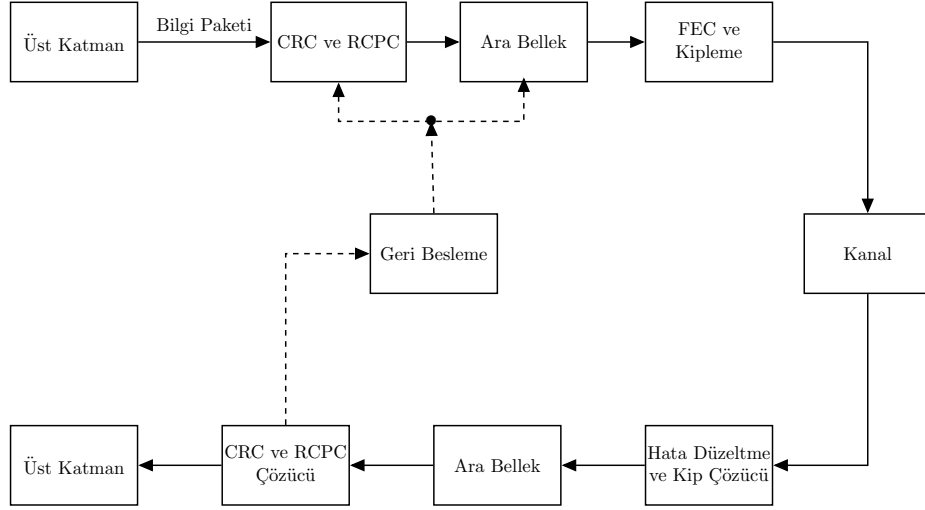 Bilgi Paketi
Üst Katman
CRC ve RCPC
Ara Bellek
FEC ve
Kipleme
Geri Besleme
Kanal
Üst Katman
CRC ve RCPC
Çözücü
Ara Bellek
Hata Düzeltme
ve Kip Çözücü